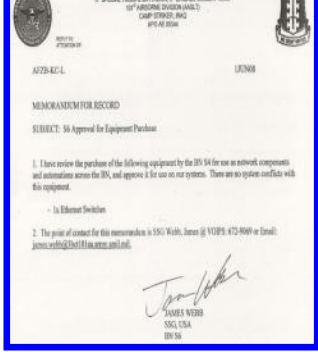 101ST AIRBORNE DIVISION (AASLT)
CAMP STRIKER, IRAQ
REPLY TO
ATTENTION OF
AFZB-KC-L
MEMORANDUM FOR RECORD
SUBJECT: S6 Approval for Equipment Purchase
1. I have review the purchase of the following equipment by the BN S4 for use as network components
and automations across the BN, and approve it for use on our systems. There are no system conflicts with
this equipment.
- 1x Ethernet Switches
2. The point of contact for this memorandum is SSG Webb, James @ VOIPS: 672-9069 or Email:
JAMES WEBB
SSG, USA
BN S6